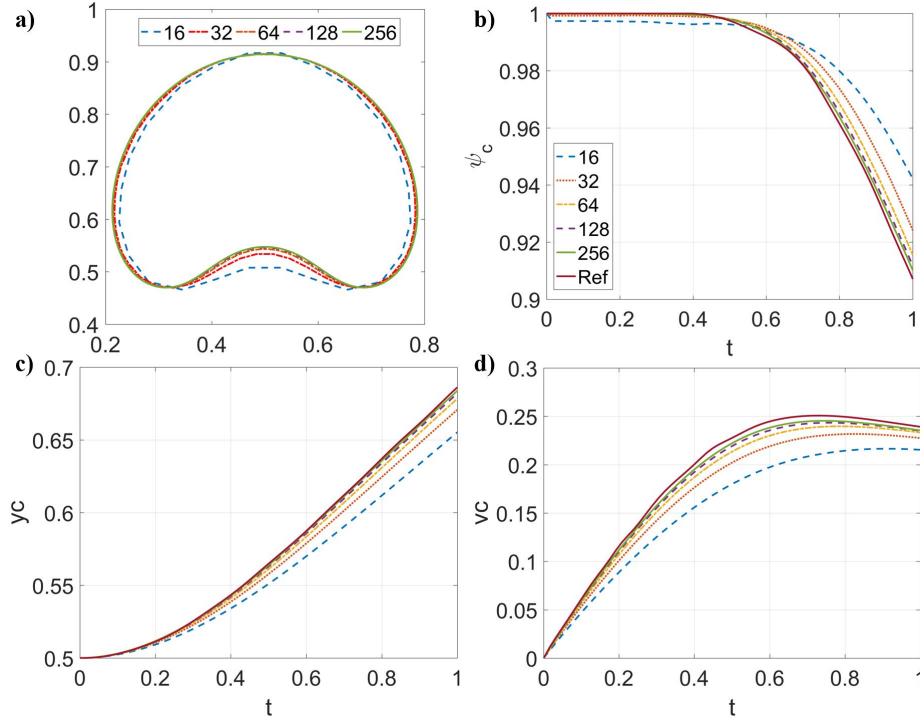 a)
16 32 64 128 256
1
0.9
0.8
0.7
0.6
0.5
0.4
0.2 0.4 0.6 0.8
b)
1
0.98
0.96
0.94
0.92
0.9
ψc
16
32
64
128
256
Ref
0 0.2 0.4 0.6 0.8 1
t
c)
0.7
0.65
0.6
0.55
0.5
yc
0 0.2 0.4 0.6 0.8 1
t
d)
0.3
0.25
0.2
0.15
0.1
0.05
0
vc
0 0.2 0.4 0.6 0.8 1
t